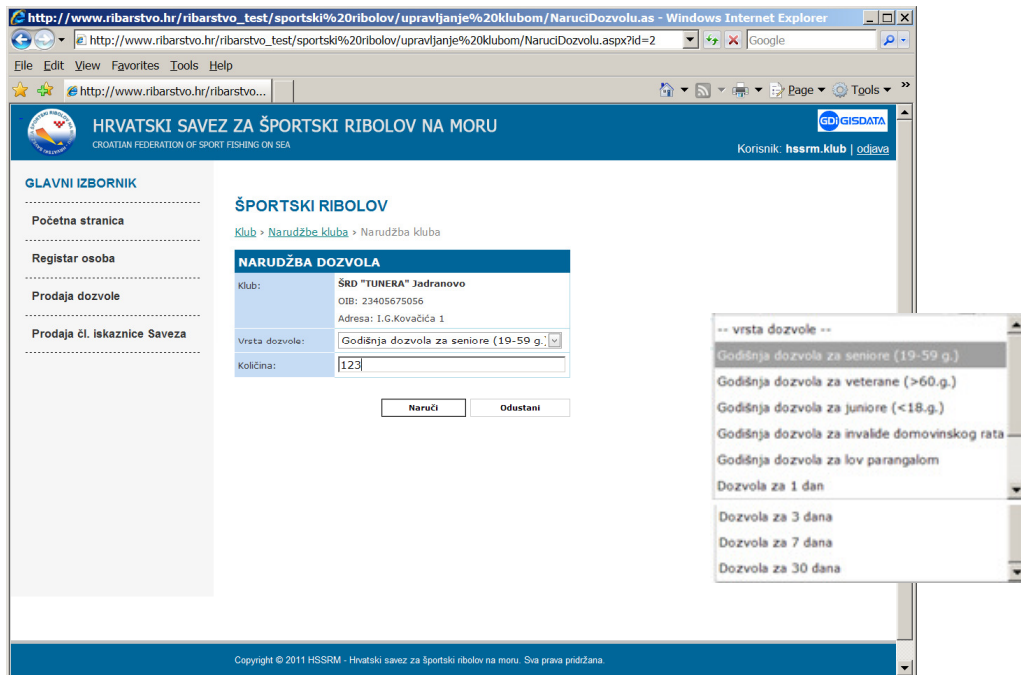 http://www.ribarstvo.hr/ribarstvo_test/sportski%20ribolov/upravljanje%20klubom/NaruciDozvolu.as - Windows Internet Explorer
http://www.ribarstvo.hr/ribarstvo_test/sportski%20ribolov/upravljanje%20klubom/NaruciDozvolu.aspx?id=2
Google
File Edit View Favorites Tools Help
http://www.ribarstvo.hr/ribarstvo...
Page Tools »
HRVATSKI SAVEZ ZA ŠPORTSKI RIBOLOV NA MORU
CROATIAN FEDERATION OF SPORT FISHING ON SEA
GDi GISDATA
Korisnik: hssrm.klub | odjava
GLAVNI IZBORNIK
Početna stranica
Registar osoba
Prodaja dozvole
Prodaja čl. iskaznice Saveza
ŠPORTSKI RIBOLOV
Klub › Narudžbe kluba › Narudžba kluba
NARUDŽBA DOZVOLA
Klub: ŠRD "TUNERA" Jadranovo
OIB: 23405675056
Adresa: I.G.Kovačića 1
Vrsta dozvole: Godišnja dozvola za seniore (19-59 g.)
Količina: 123
Naruči Odustani
-- vrsta dozvole --
Godišnja dozvola za seniore (19-59 g.)
Godišnja dozvola za veterane (>60.g.)
Godišnja dozvola za juniore (<18.g.)
Godišnja dozvola za invalide domovinskog rata
Godišnja dozvola za lov parangalom
Dozvola za 1 dan
Dozvola za 3 dana
Dozvola za 7 dana
Dozvola za 30 dana
Copyright © 2011 HSSRM - Hrvatski savez za športski ribolov na moru. Sva prava pridržana.